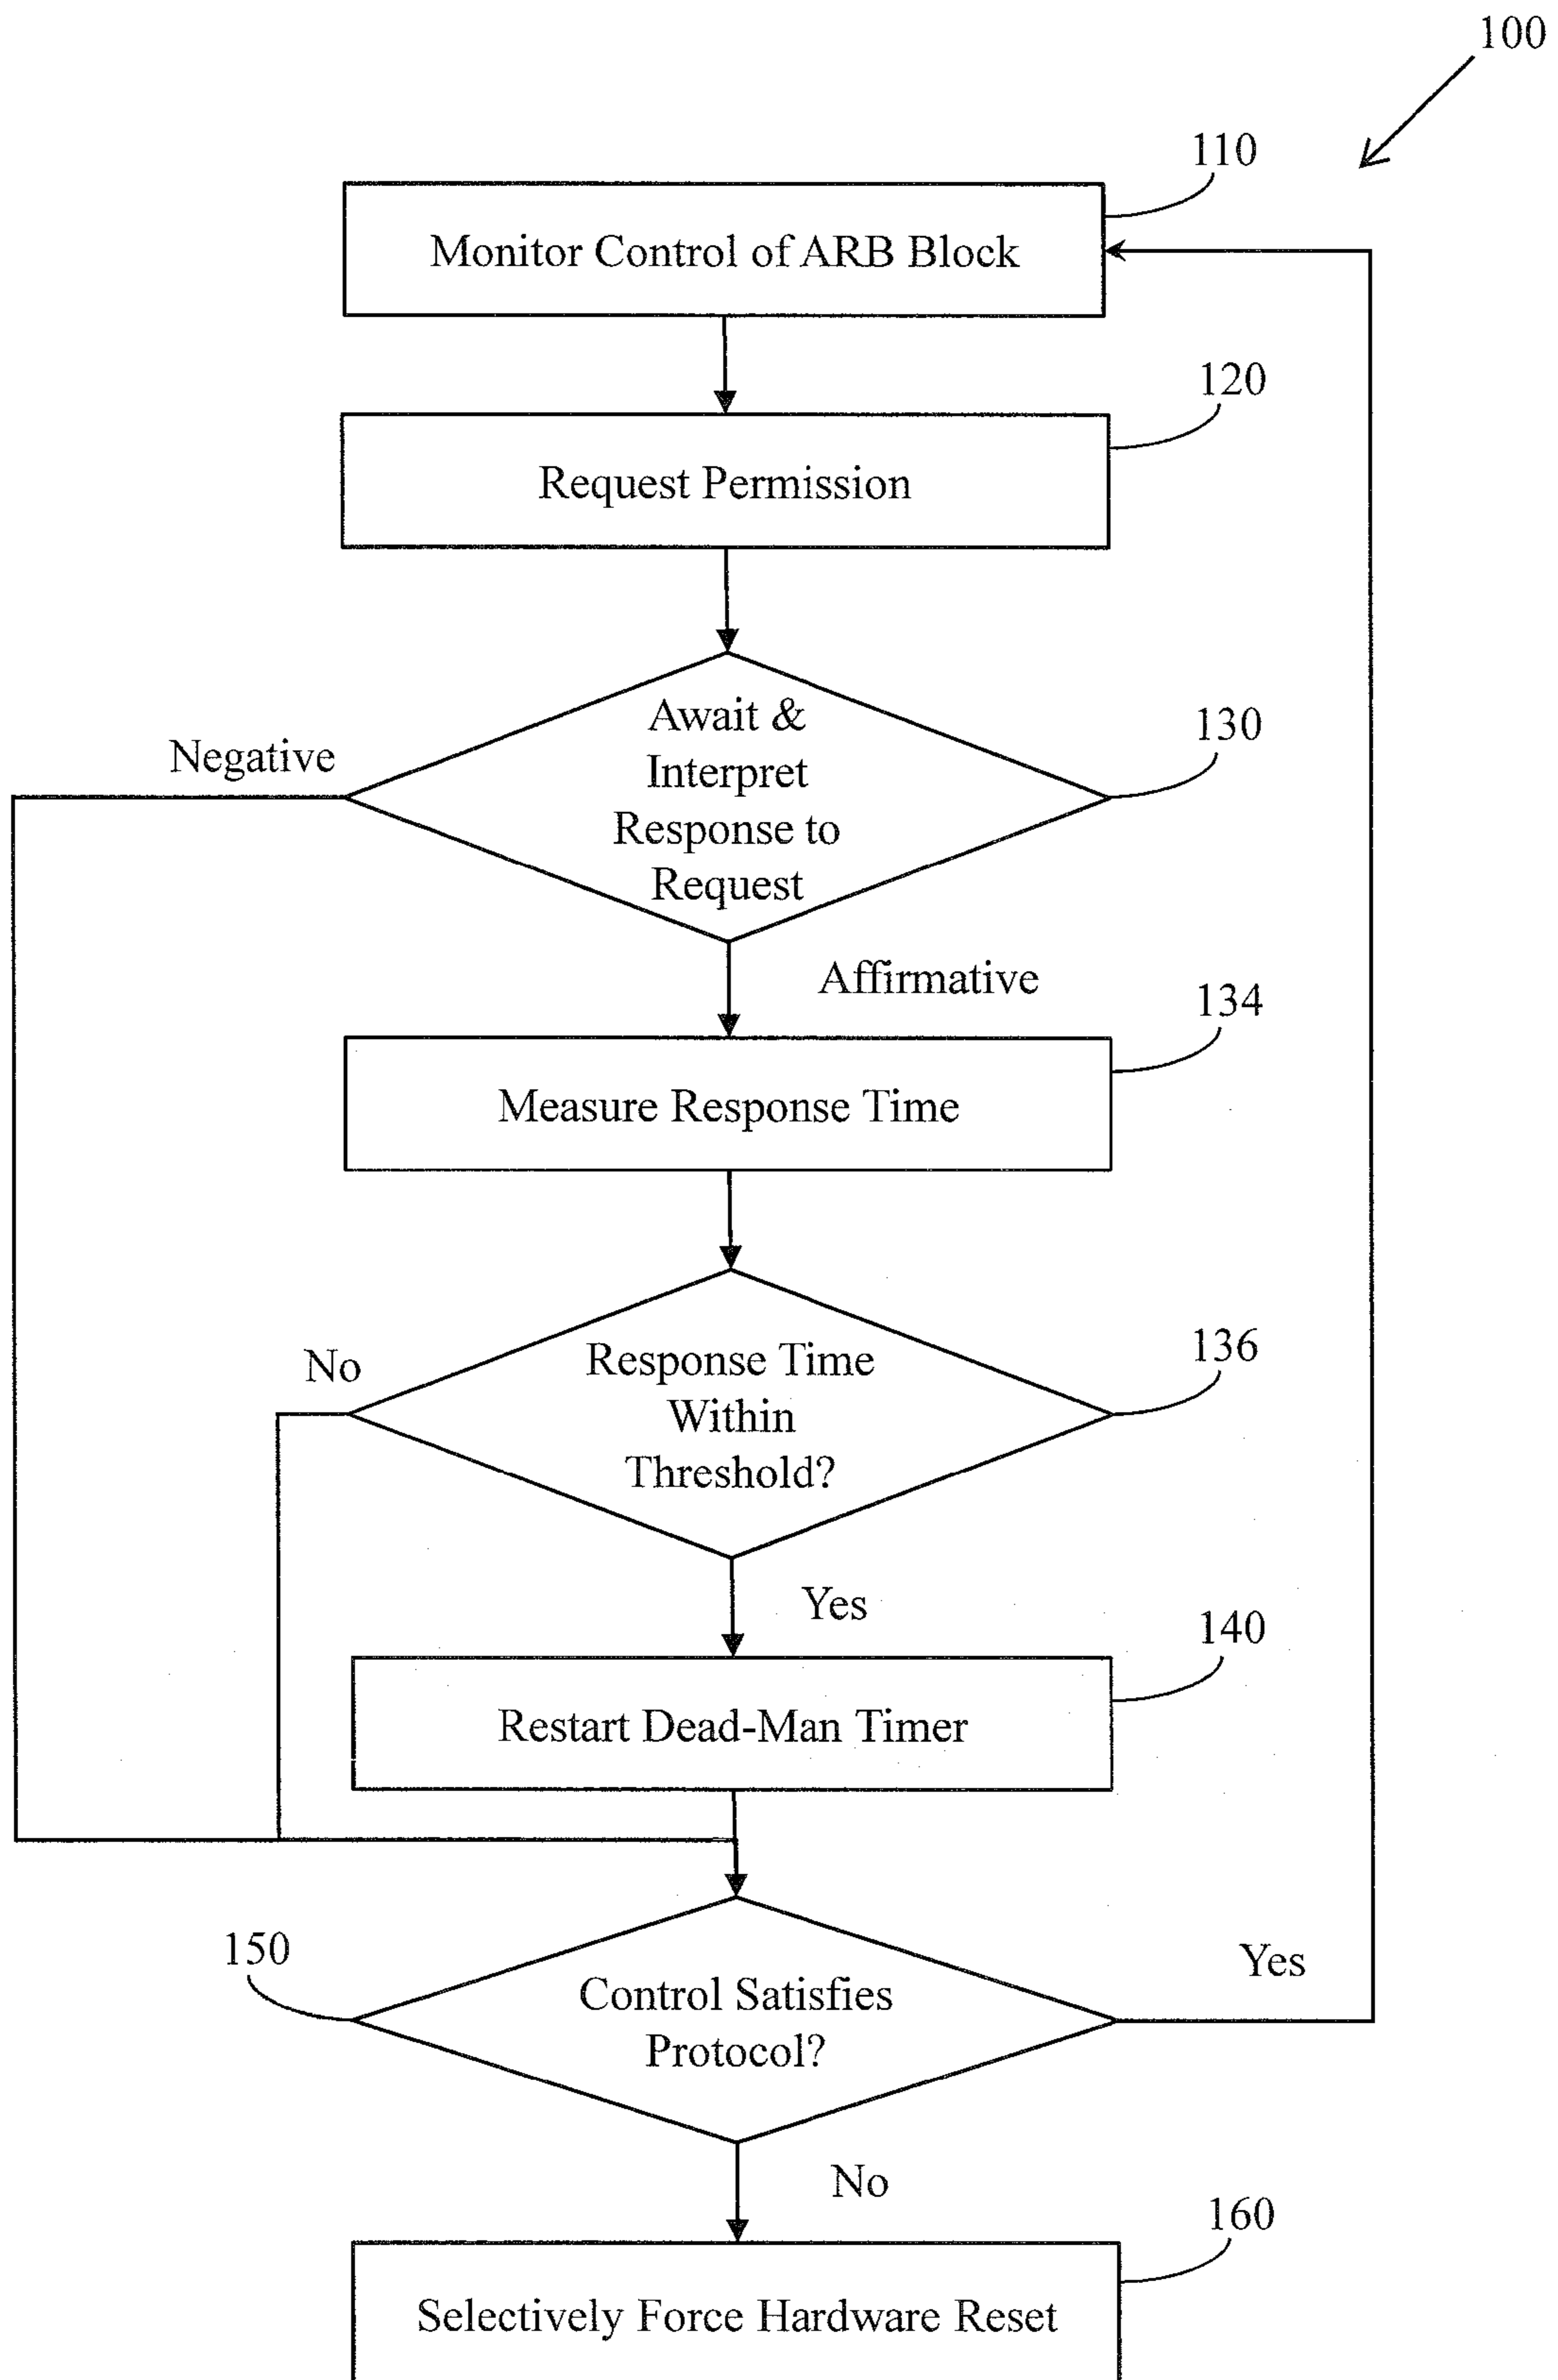 100
110
Monitor Control of ARB Block
120
Request Permission
130
Await &
Interpret
Response to
Request
Negative
Affirmative
134
Measure Response Time
136
Response Time
Within
Threshold?
No
Yes
140
Restart Dead-Man Timer
150
Control Satisfies
Protocol?
Yes
No
160
Selectively Force Hardware Reset